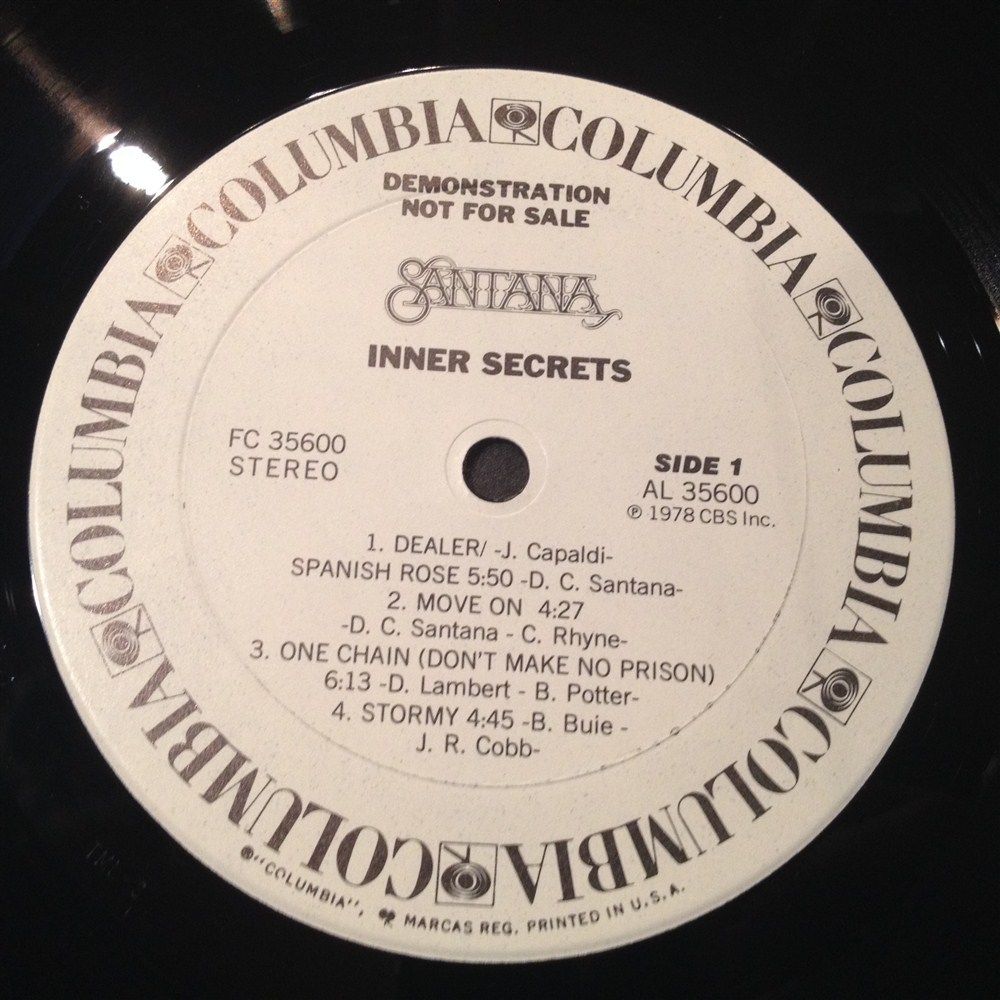 COLUMBIA COLUMBIA COLUMBIA COLUMBIA COLUMBIA COLUMBIA
DEMONSTRATION
NOT FOR SALE
SANTANA
INNER SECRETS
FC 35600
STEREO
SIDE 1
AL 35600
℗ 1978 CBS Inc.
1. DEALER/ -J. Capaldi-
SPANISH ROSE 5:50 -D. C. Santana-
2. MOVE ON 4:27
-D. C. Santana - C. Rhyne-
3. ONE CHAIN (DON'T MAKE NO PRISON)
6:13 -D. Lambert - B. Potter-
4. STORMY 4:45 -B. Buie -
J. R. Cobb-
®"COLUMBIA", MARCAS REG. PRINTED IN U.S.A.